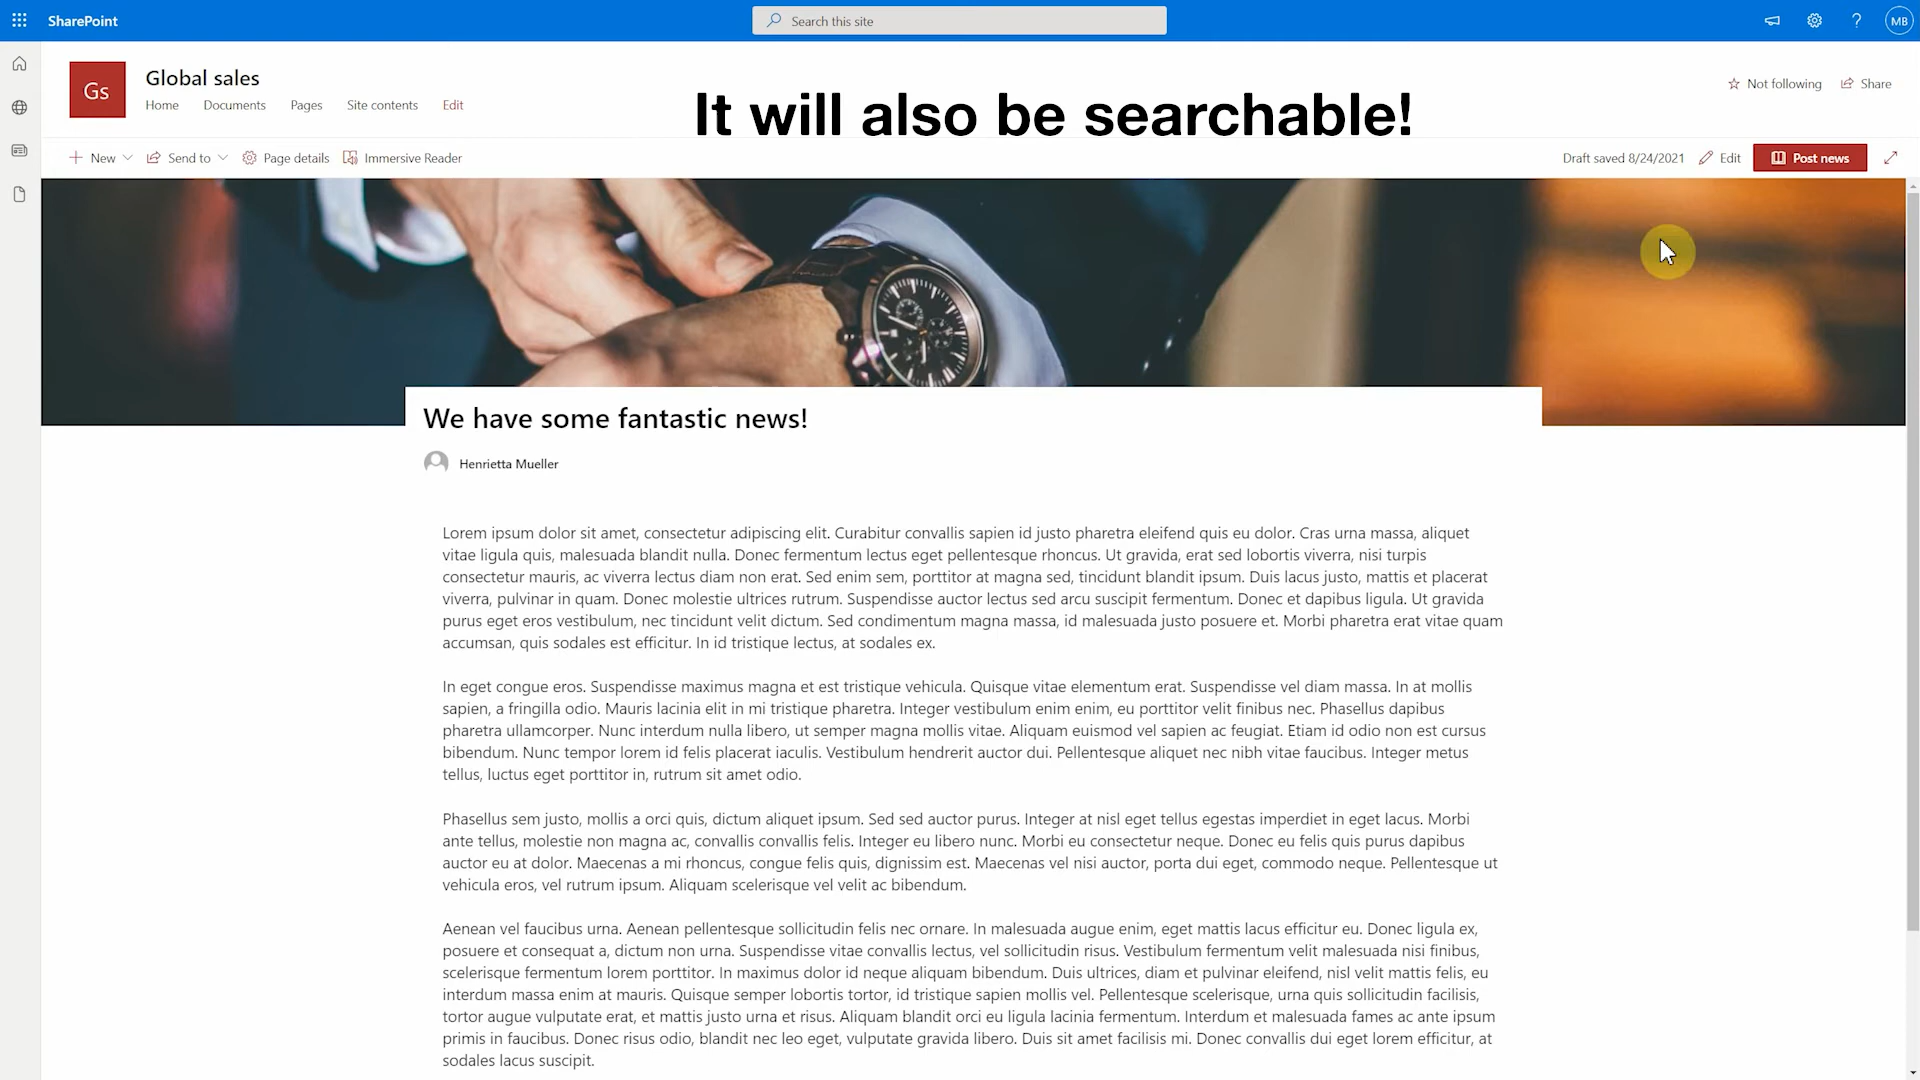 SharePoint
Search this site
MB
Gs
Global sales
Home Documents Pages Site contents Edit
It will also be searchable!
Not following Share
New Send to Page details Immersive Reader
Draft saved 8/24/2021 Edit Post news
We have some fantastic news!
Henrietta Mueller
Lorem ipsum dolor sit amet, consectetur adipiscing elit. Curabitur convallis sapien id justo pharetra eleifend quis eu dolor. Cras urna massa, aliquet
vitae ligula quis, malesuada blandit nulla. Donec fermentum lectus eget pellentesque rhoncus. Ut gravida, erat sed lobortis viverra, nisi turpis
consectetur mauris, ac viverra lectus diam non erat. Sed enim sem, porttitor at magna sed, tincidunt blandit ipsum. Duis lacus justo, mattis et placerat
viverra, pulvinar in quam. Donec molestie ultrices rutrum. Suspendisse auctor lectus sed arcu suscipit fermentum. Donec et dapibus ligula. Ut gravida
purus eget eros vestibulum, nec tincidunt velit dictum. Sed condimentum magna massa, id malesuada justo posuere et. Morbi pharetra erat vitae quam
accumsan, quis sodales est efficitur. In id tristique lectus, at sodales ex.
In eget congue eros. Suspendisse maximus magna et est tristique vehicula. Quisque vitae elementum erat. Suspendisse vel diam massa. In at mollis
sapien, a fringilla odio. Mauris lacinia elit in mi tristique pharetra. Integer vestibulum enim enim, eu porttitor velit finibus nec. Phasellus dapibus
pharetra ullamcorper. Nunc interdum nulla libero, ut semper magna mollis vitae. Aliquam euismod vel sapien ac feugiat. Etiam id odio non est cursus
bibendum. Nunc tempor lorem id felis placerat iaculis. Vestibulum hendrerit auctor dui. Pellentesque aliquet nec nibh vitae faucibus. Integer metus
tellus, luctus eget porttitor in, rutrum sit amet odio.
Phasellus sem justo, mollis a orci quis, dictum aliquet ipsum. Sed sed auctor purus. Integer at nisl eget tellus egestas imperdiet in eget lacus. Morbi
ante tellus, molestie non magna ac, convallis convallis felis. Integer eu libero nunc. Morbi eu consectetur neque. Donec eu felis quis purus dapibus
auctor eu at dolor. Maecenas a mi rhoncus, congue felis quis, dignissim est. Maecenas vel nisi auctor, porta dui eget, commodo neque. Pellentesque ut
vehicula eros, vel rutrum ipsum. Aliquam scelerisque vel velit ac bibendum.
Aenean vel faucibus urna. Aenean pellentesque sollicitudin felis nec ornare. In malesuada augue enim, eget mattis lacus efficitur eu. Donec ligula ex,
posuere et consequat a, dictum non urna. Suspendisse vitae convallis lectus, vel sollicitudin risus. Vestibulum fermentum velit malesuada nisi finibus,
scelerisque fermentum lorem porttitor. In maximus dolor id neque aliquam bibendum. Duis ultrices, diam et pulvinar eleifend, nisl velit mattis felis, eu
interdum massa enim at mauris. Quisque semper lobortis tortor, id tristique sapien mollis vel. Pellentesque scelerisque, urna quis sollicitudin facilisis,
tortor augue vulputate erat, et mattis justo urna et risus. Aliquam blandit orci eu ligula lacinia fermentum. Interdum et malesuada fames ac ante ipsum
primis in faucibus. Donec risus odio, blandit nec leo eget, vulputate gravida libero. Duis sit amet facilisis mi. Donec convallis dui eget lorem efficitur, at
sodales lacus suscipit.